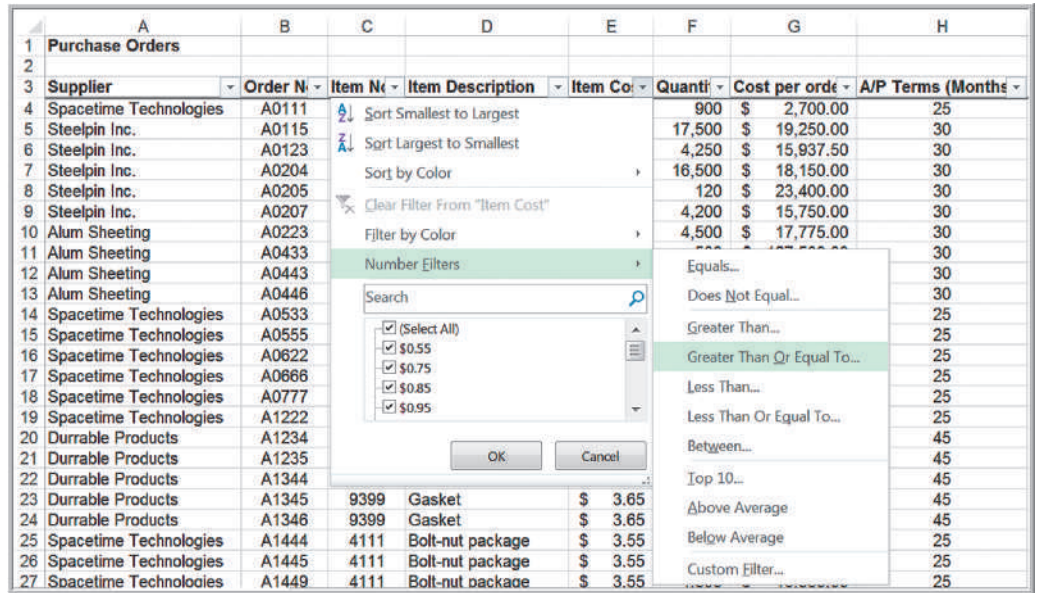 A B C D E F G H
1 Purchase Orders
2
3 Supplier Order N Item No Item Description Item Co Quanti Cost per orde A/P Terms (Months
4 Spacetime Technologies A0111 Sort Smallest to Largest 900 $ 2,700.00 25
5 Steelpin Inc. A0115 17,500 $ 19,250.00 30
6 Steelpin Inc. A0123 Sort Largest to Smallest 4,250 $ 15,937.50 30
7 Steelpin Inc. A0204 Sort by Color 16,500 $ 18,150.00 30
8 Steelpin Inc. A0205 120 $ 23,400.00 30
9 Steelpin Inc. A0207 Clear Filter From "Item Cost" 4,200 $ 15,750.00 30
10 Alum Sheeting A0223 Filter by Color 4,500 $ 17,775.00 30
11 Alum Sheeting A0433 30
12 Alum Sheeting A0443 Number Filters Equals... 30
13 Alum Sheeting A0446 Search Does Not Equal... 30
14 Spacetime Technologies A0533 25
15 Spacetime Technologies A0555 (Select All) Greater Than... 25
16 Spacetime Technologies A0622 $0.55 Greater Than Or Equal To... 25
17 Spacetime Technologies A0666 $0.75 25
18 Spacetime Technologies A0777 $0.85 Less Than... 25
19 Spacetime Technologies A1222 $0.95 Less Than Or Equal To... 25
20 Durrable Products A1234 45
21 Durrable Products A1235 OK Cancel Between... 45
22 Durrable Products A1344 Top 10... 45
23 Durrable Products A1345 9399 Gasket $ 3.65 Above Average 45
24 Durrable Products A1346 9399 Gasket $ 3.65 45
25 Spacetime Technologies A1444 4111 Bolt-nut package $ 3.55 Below Average 25
26 Spacetime Technologies A1445 4111 Bolt-nut package $ 3.55 Custom Filter... 25
27 Spacetime Technologies A1449 4111 Bolt-nut package $ 3.55 25